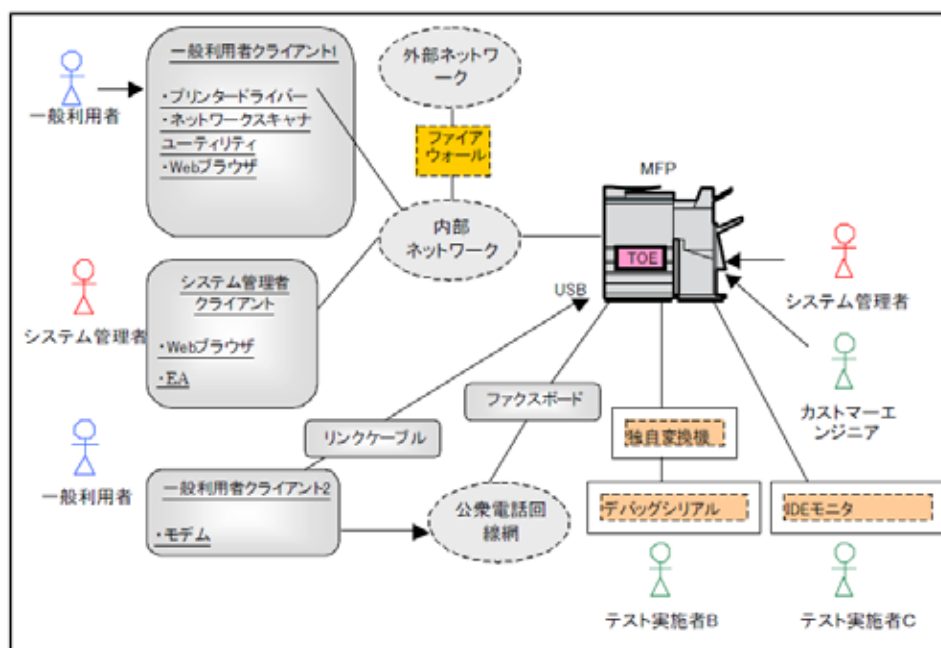 一般利用者
一般利用者クライアント1
・プリンタードライバー
・ネットワークスキャナ
ユーティリティ
・Webブラウザ
外部ネットワ
ーク
ファイア
ウォール
内部
ネットワーク
MFP
TOE
USB
システム管理者
システム管理者
クライアント
・Webブラウザ
・EA
システム管理者
カストマーエ
ンジニア
ファクスボード
リンクケーブル
一般利用者
一般利用者クライアント2
・モデム
公衆電話回
線網
独自変換機
デバッグシリアル
IDEモニタ
テスト実施者B
テスト実施者C